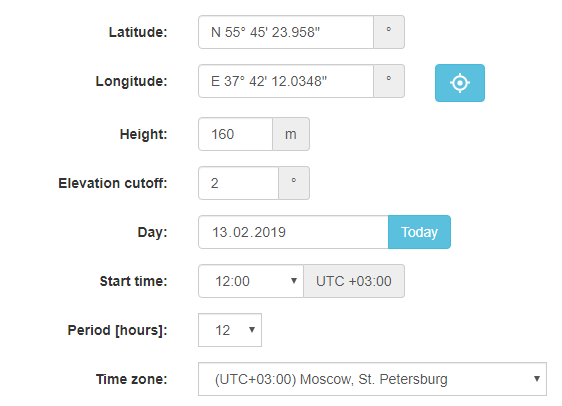 Latitude: N 55° 45' 23.958" °
Longitude: E 37° 42' 12.0348" °
Height: 160 m
Elevation cutoff: 2 °
Day: 13.02.2019 Today
Start time: 12:00 UTC +03:00
Period [hours]: 12
Time zone: (UTC+03:00) Moscow, St. Petersburg